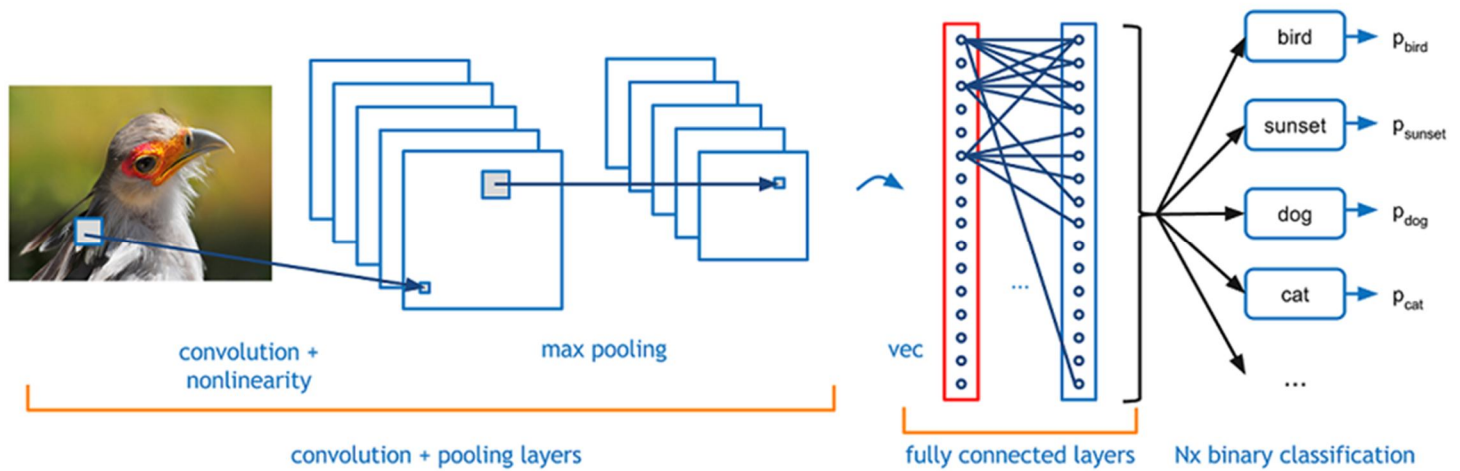 bird
p_bird
sunset
p_sunset
dog
p_dog
cat
p_cat
...
...
convolution +
nonlinearity
max pooling
vec
convolution + pooling layers
fully connected layers
Nx binary classification